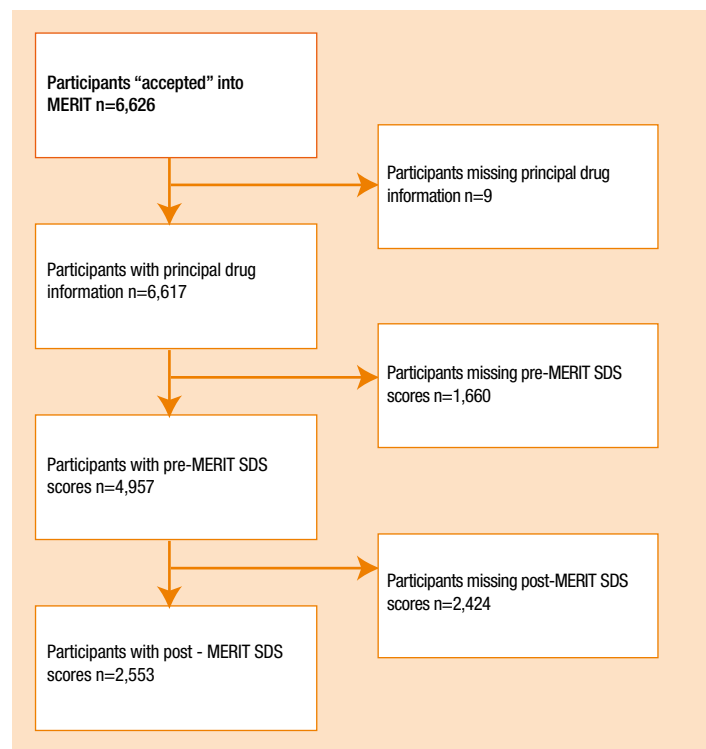 Participants “accepted” into
MERIT n=6,626
Participants missing principal drug
information n=9
Participants with principal drug
information n=6,617
Participants missing pre-MERIT SDS
scores n=1,660
Participants with pre-MERIT SDS
scores n=4,957
Participants missing post-MERIT SDS
scores n=2,424
Participants with post - MERIT SDS
scores n=2,553